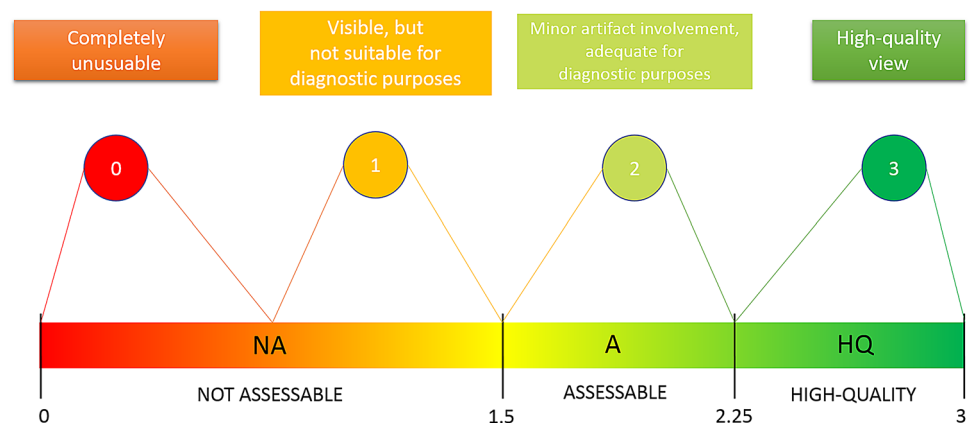 Completely
unusuable
Visible, but
not suitable for
diagnostic purposes
Minor artifact involvement,
adequate for
diagnostic purposes
High-quality
view
0
1
2
3
NA
A
HQ
NOT ASSESSABLE
ASSESSABLE
HIGH-QUALITY
0
1.5
2.25
3